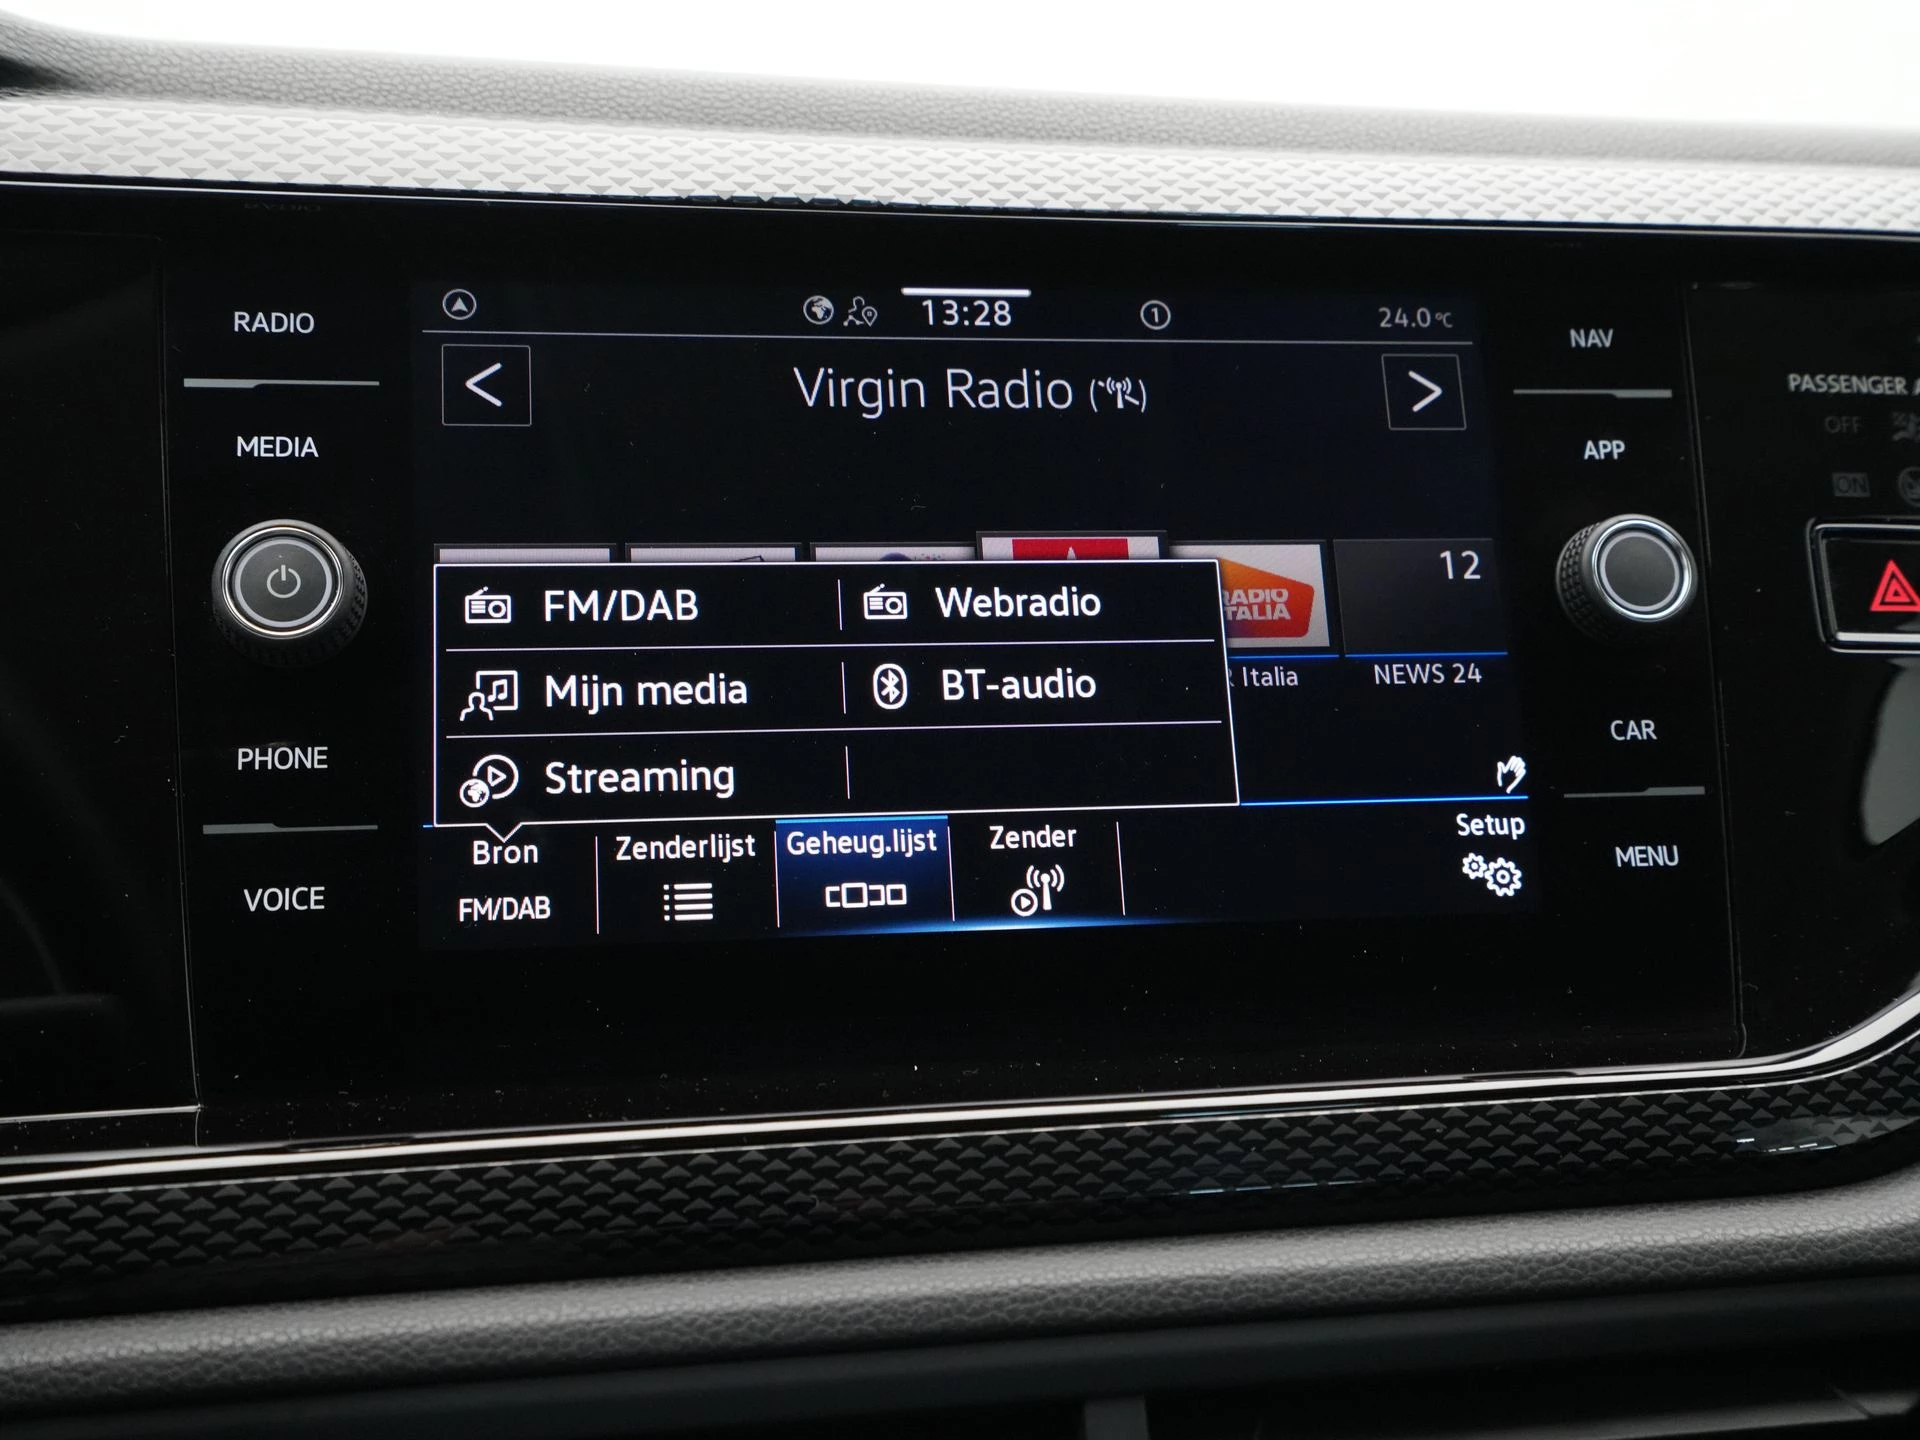 RADIO
MEDIA
PHONE
VOICE
13:28
1
24.0°C
Virgin Radio
12
FM/DAB
Webradio
RADIO
ITALIA
Mijn media
BT-audio
Italia
NEWS 24
Streaming
Bron
FM/DAB
Zenderlijst
Geheug.lijst
Zender
Setup
NAV
APP
CAR
MENU
PASSENGER
OFF
ON